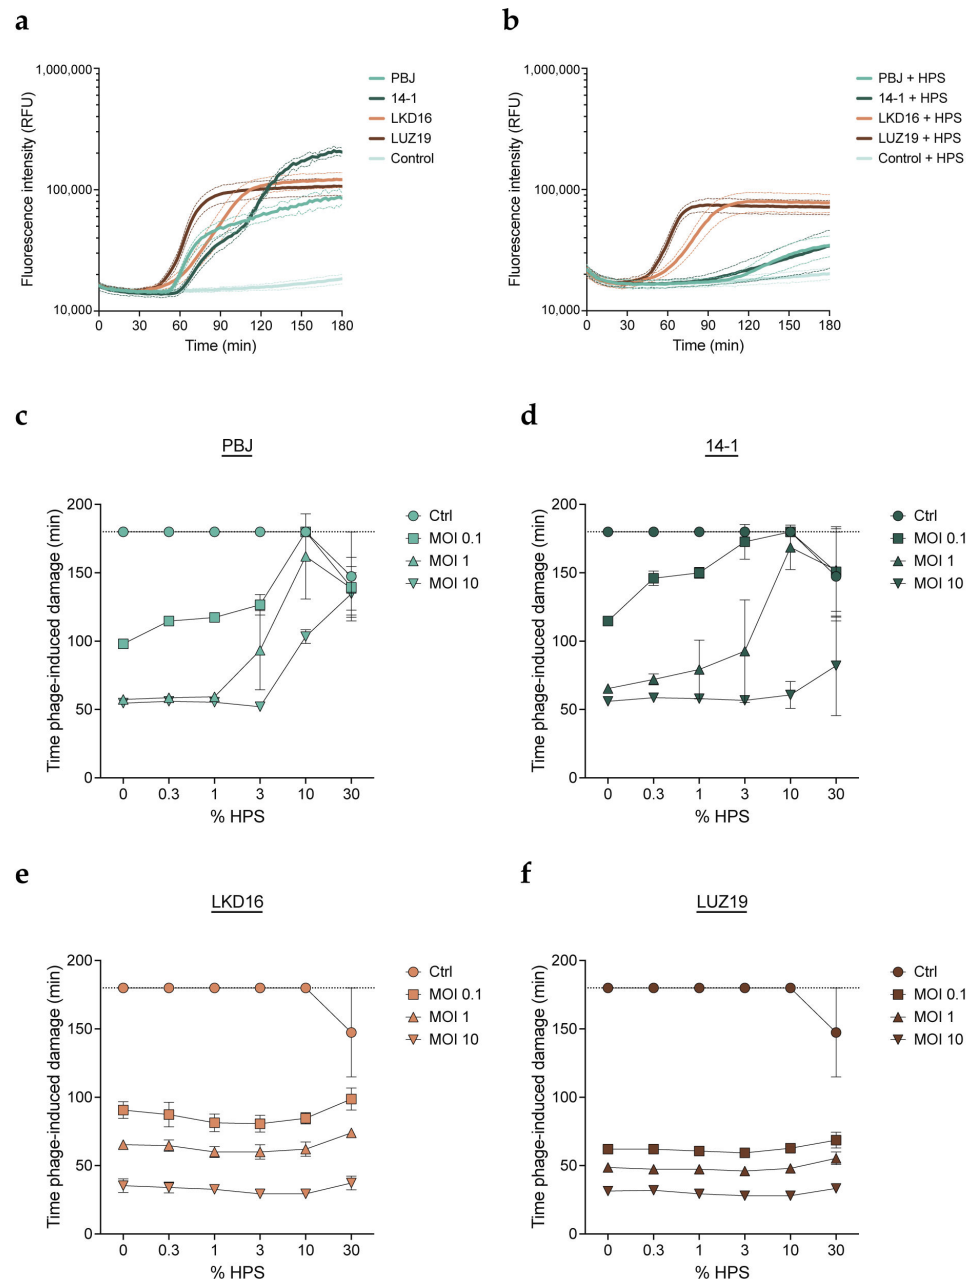 a
1,000,000
100,000
10,000
Fluorescence intensity (RFU)
0 30 60 90 120 150 180
Time (min)
PBJ
14-1
LKD16
LUZ19
Control
b
1,000,000
100,000
10,000
Fluorescence intensity (RFU)
0 30 60 90 120 150 180
Time (min)
PBJ + HPS
14-1 + HPS
LKD16 + HPS
LUZ19 + HPS
Control + HPS
c
PBJ
200
150
100
50
0
Time phage-induced damage (min)
0 0.3 1 3 10 30
% HPS
Ctrl
MOI 0.1
MOI 1
MOI 10
d
14-1
200
150
100
50
0
Time phage-induced damage (min)
0 0.3 1 3 10 30
% HPS
Ctrl
MOI 0.1
MOI 1
MOI 10
e
LKD16
200
150
100
50
0
Time phage-induced damage (min)
0 0.3 1 3 10 30
% HPS
Ctrl
MOI 0.1
MOI 1
MOI 10
f
LUZ19
200
150
100
50
0
Time phage-induced damage (min)
0 0.3 1 3 10 30
% HPS
Ctrl
MOI 0.1
MOI 1
MOI 10